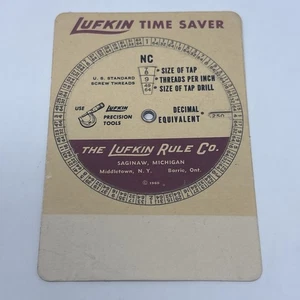 LUFKIN TIME SAVER
NC
U. S. STANDARD
SCREW THREADS
SIZE OF TAP
THREADS PER INCH
SIZE OF TAP DRILL
USE LUFKIN
PRECISION
TOOLS
DECIMAL
EQUIVALENT
THE LUFKIN RULE CO.
SAGINAW, MICHIGAN
Middletown, N. Y. Barrie, Ont.